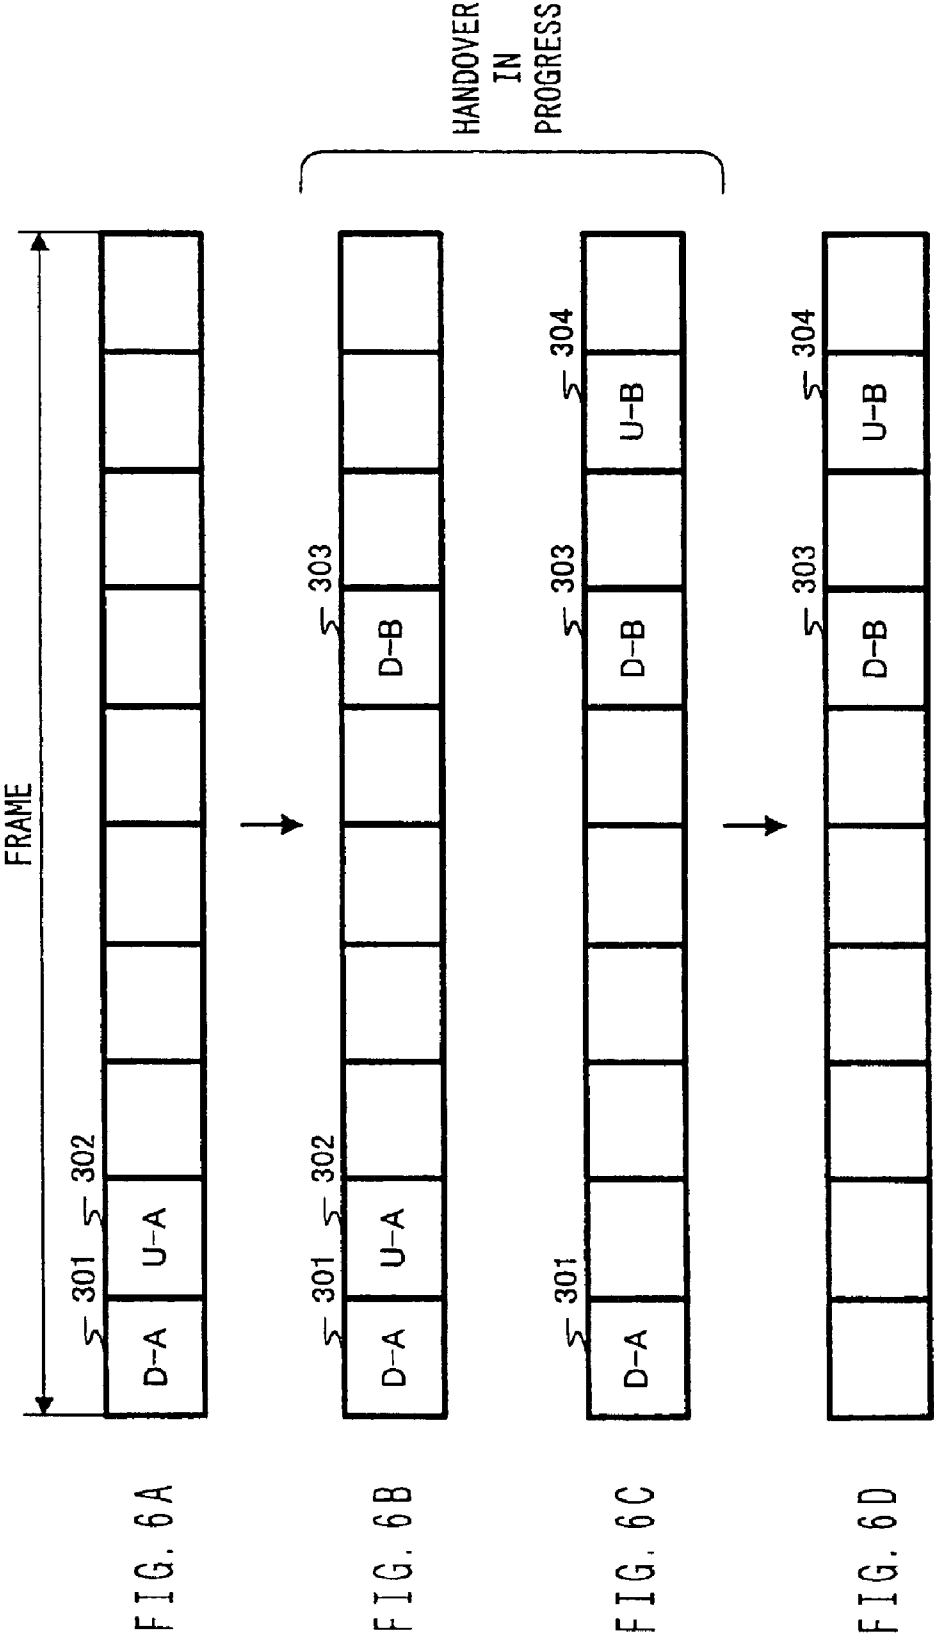 FRAME
FIG. 6A
301
302
D-A
U-A
FIG. 6B
301
302
303
D-A
U-A
D-B
HANDOVER
IN
PROGRESS
FIG. 6C
301
303
304
D-A
D-B
U-B
FIG. 6D
303
304
D-B
U-B